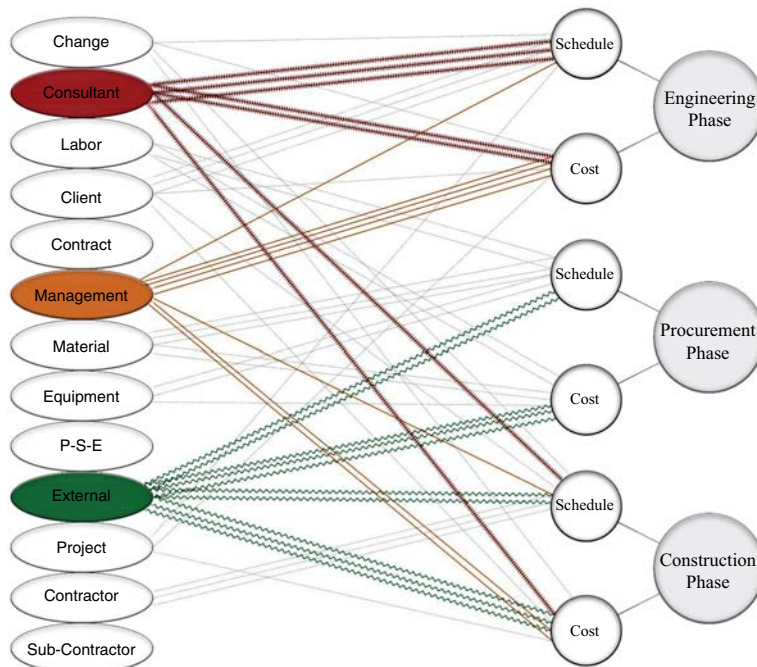 Change
Consultant
Labor
Client
Contract
Management
Material
Equipment
P-S-E
External
Project
Contractor
Sub-Contractor
Schedule
Cost
Schedule
Cost
Schedule
Cost
Engineering
Phase
Procurement
Phase
Construction
Phase